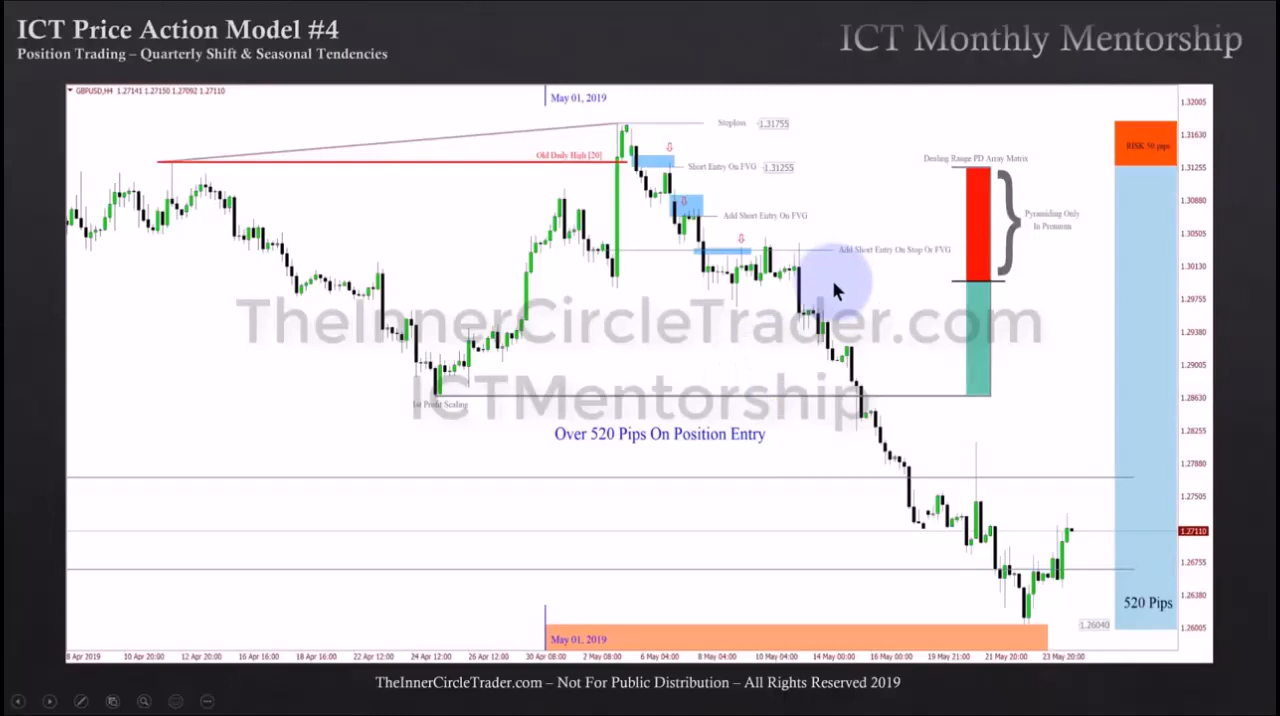 ICT Price Action Model #4
Position Trading – Quarterly Shift & Seasonal Tendencies
ICT Monthly Mentorship
GBPUSD,H4 1.27141 1.27150 1.27092 1.27110
May 01, 2019
Stoploss
1.31755
Old Daily High [20]
Short Entry On FVG
1.31255
Add Short Entry On FVG
Add Short Entry On Stop Or FVG
Dealing Range PD Array Matrix
Pyramiding Only
In Premium
RISK 50 pips
TheInnerCircleTrader.com
ICTMentorship
1st Profit Scaling
Over 520 Pips On Position Entry
520 Pips
1.26040
May 01, 2019
1.32005
1.31630
1.31255
1.30880
1.30505
1.30130
1.29755
1.29380
1.29005
1.28630
1.28255
1.27880
1.27505
1.27110
1.26755
1.26380
1.26005
8 Apr 2019
10 Apr 20:00
12 Apr 20:00
16 Apr 16:00
18 Apr 16:00
22 Apr 12:00
24 Apr 12:00
26 Apr 12:00
30 Apr 08:00
2 May 08:00
6 May 04:00
8 May 04:00
10 May 04:00
14 May 00:00
16 May 00:00
19 May 21:00
21 May 20:00
23 May 20:00
TheInnerCircleTrader.com – Not For Public Distribution – All Rights Reserved 2019